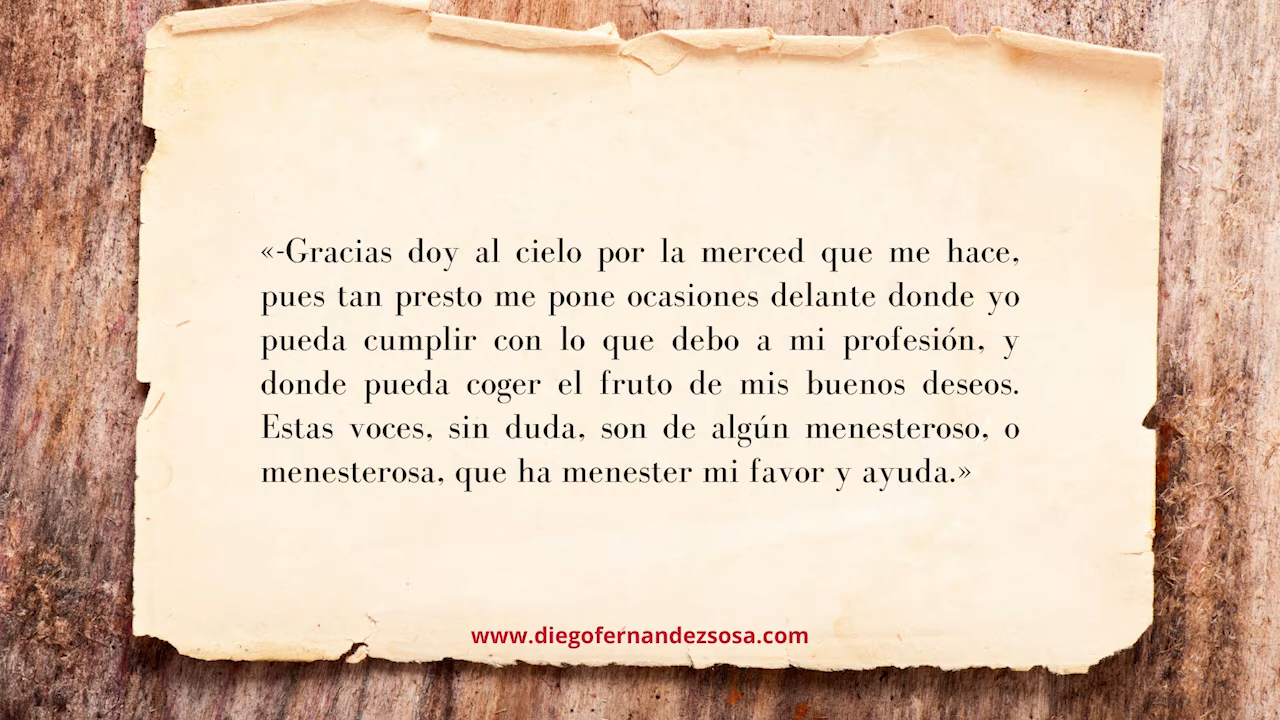 «-Gracias doy al cielo por la merced que me hace,
pues tan presto me pone ocasiones delante donde yo
pueda cumplir con lo que debo a mi profesión, y
donde pueda coger el fruto de mis buenos deseos.
Estas voces, sin duda, son de algún menesteroso, o
menesterosa, que ha menester mi favor y ayuda.»
www.diegofernandezsosa.com